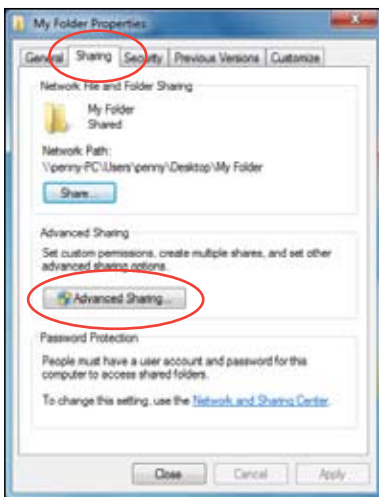 My Folder Properties
General Sharing Security Previous Versions Customize
Network File and Folder Sharing
My Folder
Shared
Network Path:
\\penny-PC\Users\penny\Desktop\My Folder
Share...
Advanced Sharing
Set custom permissions, create multiple shares, and set other
advanced sharing options.
Advanced Sharing...
Password Protection
People must have a user account and password for this
computer to access shared folders.
To change this setting, use the Network and Sharing Center.
Close Cancel Apply